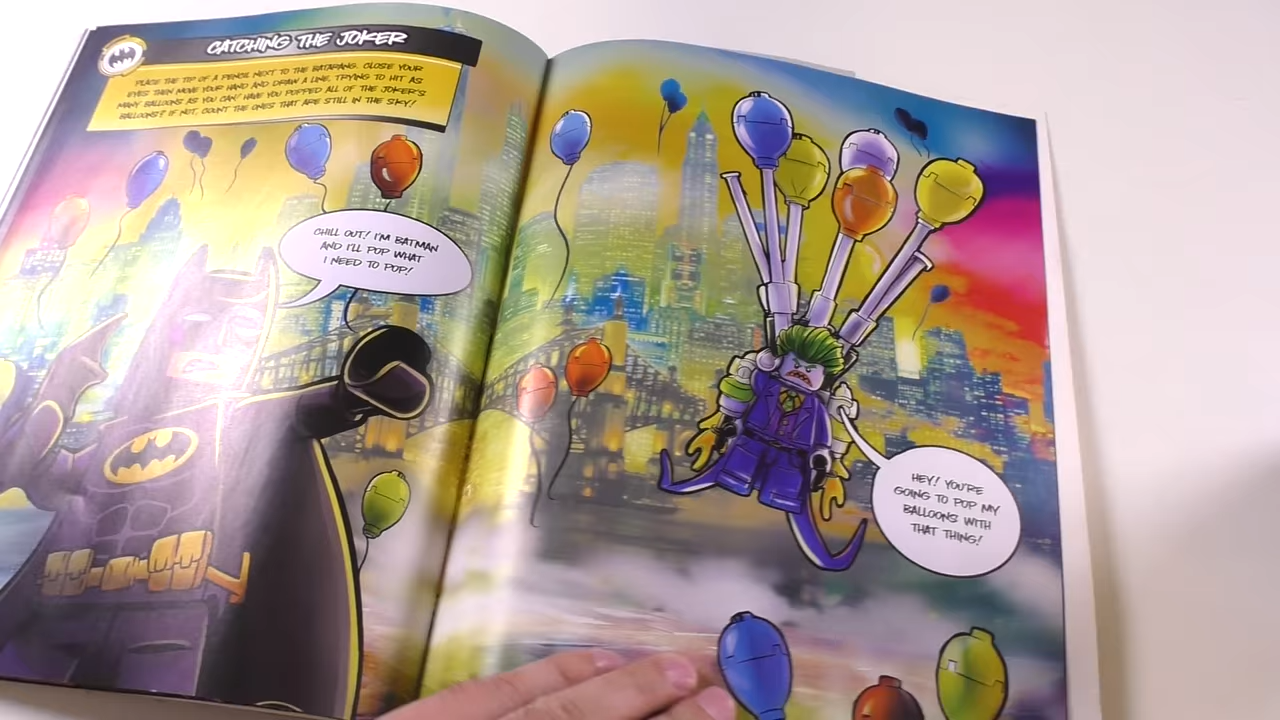 CATCHING THE JOKER
PLACE THE TIP OF A PENCIL NEXT TO THE BATARANG. CLOSE YOUR
EYES THEN MOVE YOUR HAND AND DRAW A LINE, TRYING TO HIT AS
MANY BALLOONS AS YOU CAN! HAVE YOU POPPED ALL OF THE JOKER'S
BALLOONS? IF NOT, COUNT THE ONES THAT ARE STILL IN THE SKY!
CHILL OUT! I'M BATMAN
AND I'LL POP WHAT
I NEED TO POP!
HEY! YOU'RE
GOING TO POP MY
BALLOONS WITH
THAT THING!